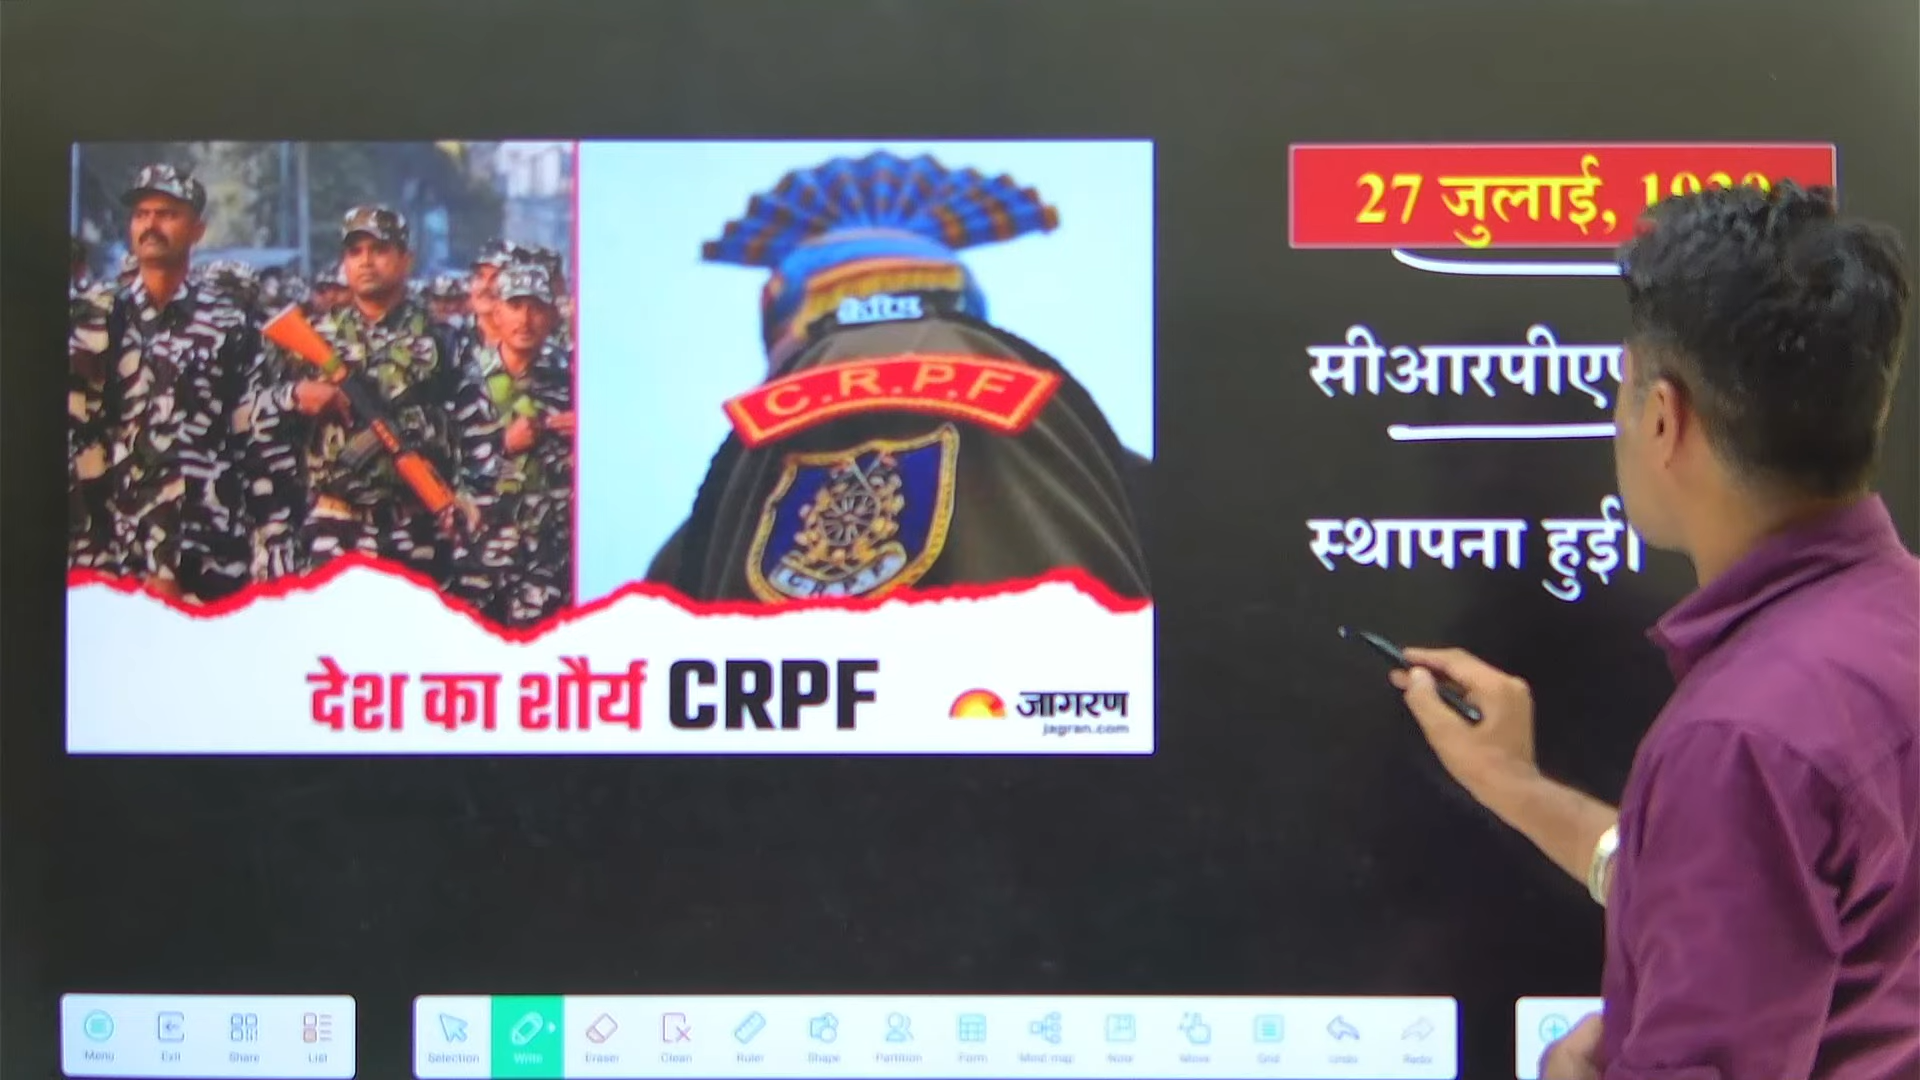 27 जुलाई,
सीआरपीए
स्थापना हुई।
केरिपु
C.R.P.F
C.R.P.F
देश का शौर्य CRPF
जागरण
jagran.com
Menu
Exit
Share
List
Selection
Write
Eraser
Clean
Ruler
Shape
Partition
Form
Mind map
Note
Move
Grid
Undo
Redo